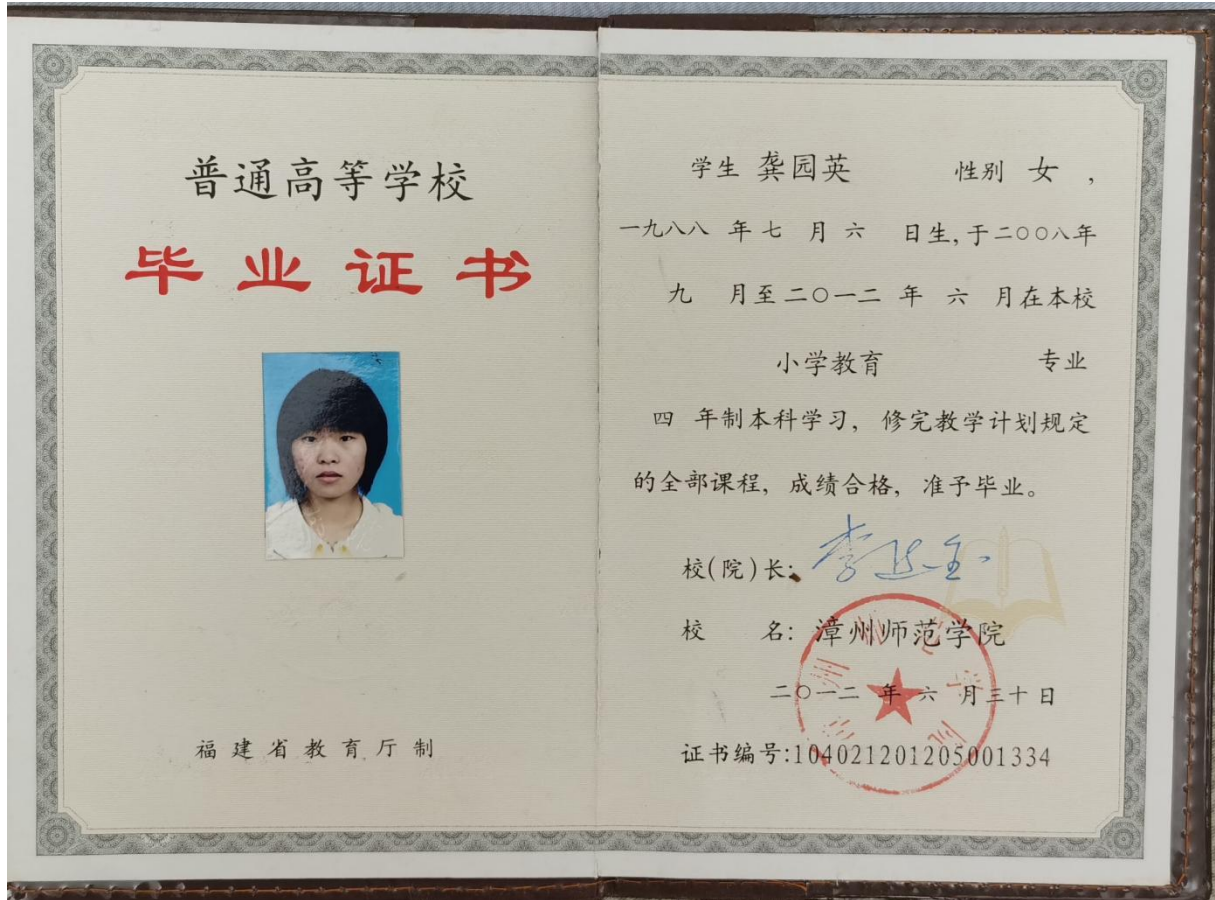 普通高等学校
毕业证书
福建省教育厅制
学生 龚园英 性别 女 ,
一九八八 年 七 月 六 日生,于二〇〇八年
九 月至二〇一二 年 六 月在本校
小学教育 专业
四 年制本科学习, 修完教学计划规定
的全部课程, 成绩合格, 准予毕业。
校(院)长:
校 名: 漳州师范学院
二〇一二 年 六 月三十日
证书编号:104021201205001334